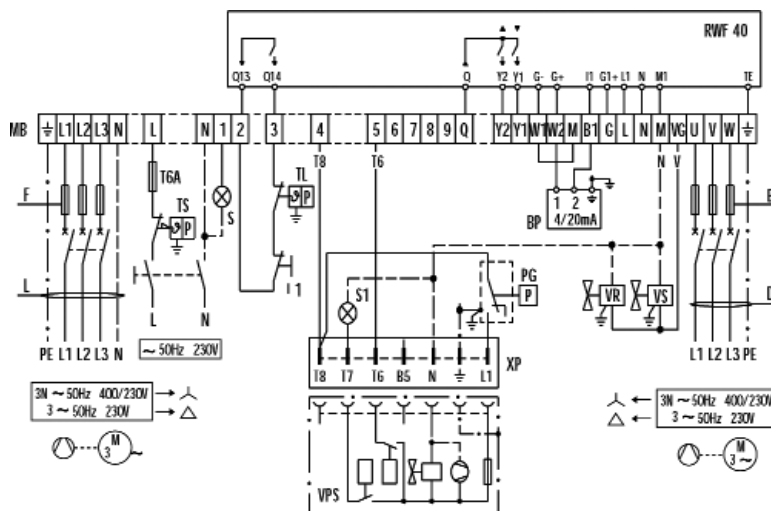 RWF 40
Q13 Q14 Q Y2 Y1 G- G+ I1 G1+ L1 N M1 TE
MB L1 L2 L3 N L N 1 2 3 4 5 6 7 8 9 Q Y2 Y1 W1 W2 M B1 G L N M VG U V W
T8 T6 N V
F T6A TL
TS ϑ P S ϑ P
1 2
BP 4/20mA
L S1 PG
P VR VS
I1
L N
PE L1 L2 L3 N L1 L2 L3 PE
~ 50Hz 230V
T8 T7 T6 B5 N L1 XP
3N ~ 50Hz 400/230V
3 ~ 50Hz 230V
3N ~ 50Hz 400/230V
3 ~ 50Hz 230V
M
3 ~
M
3 ~
VPS